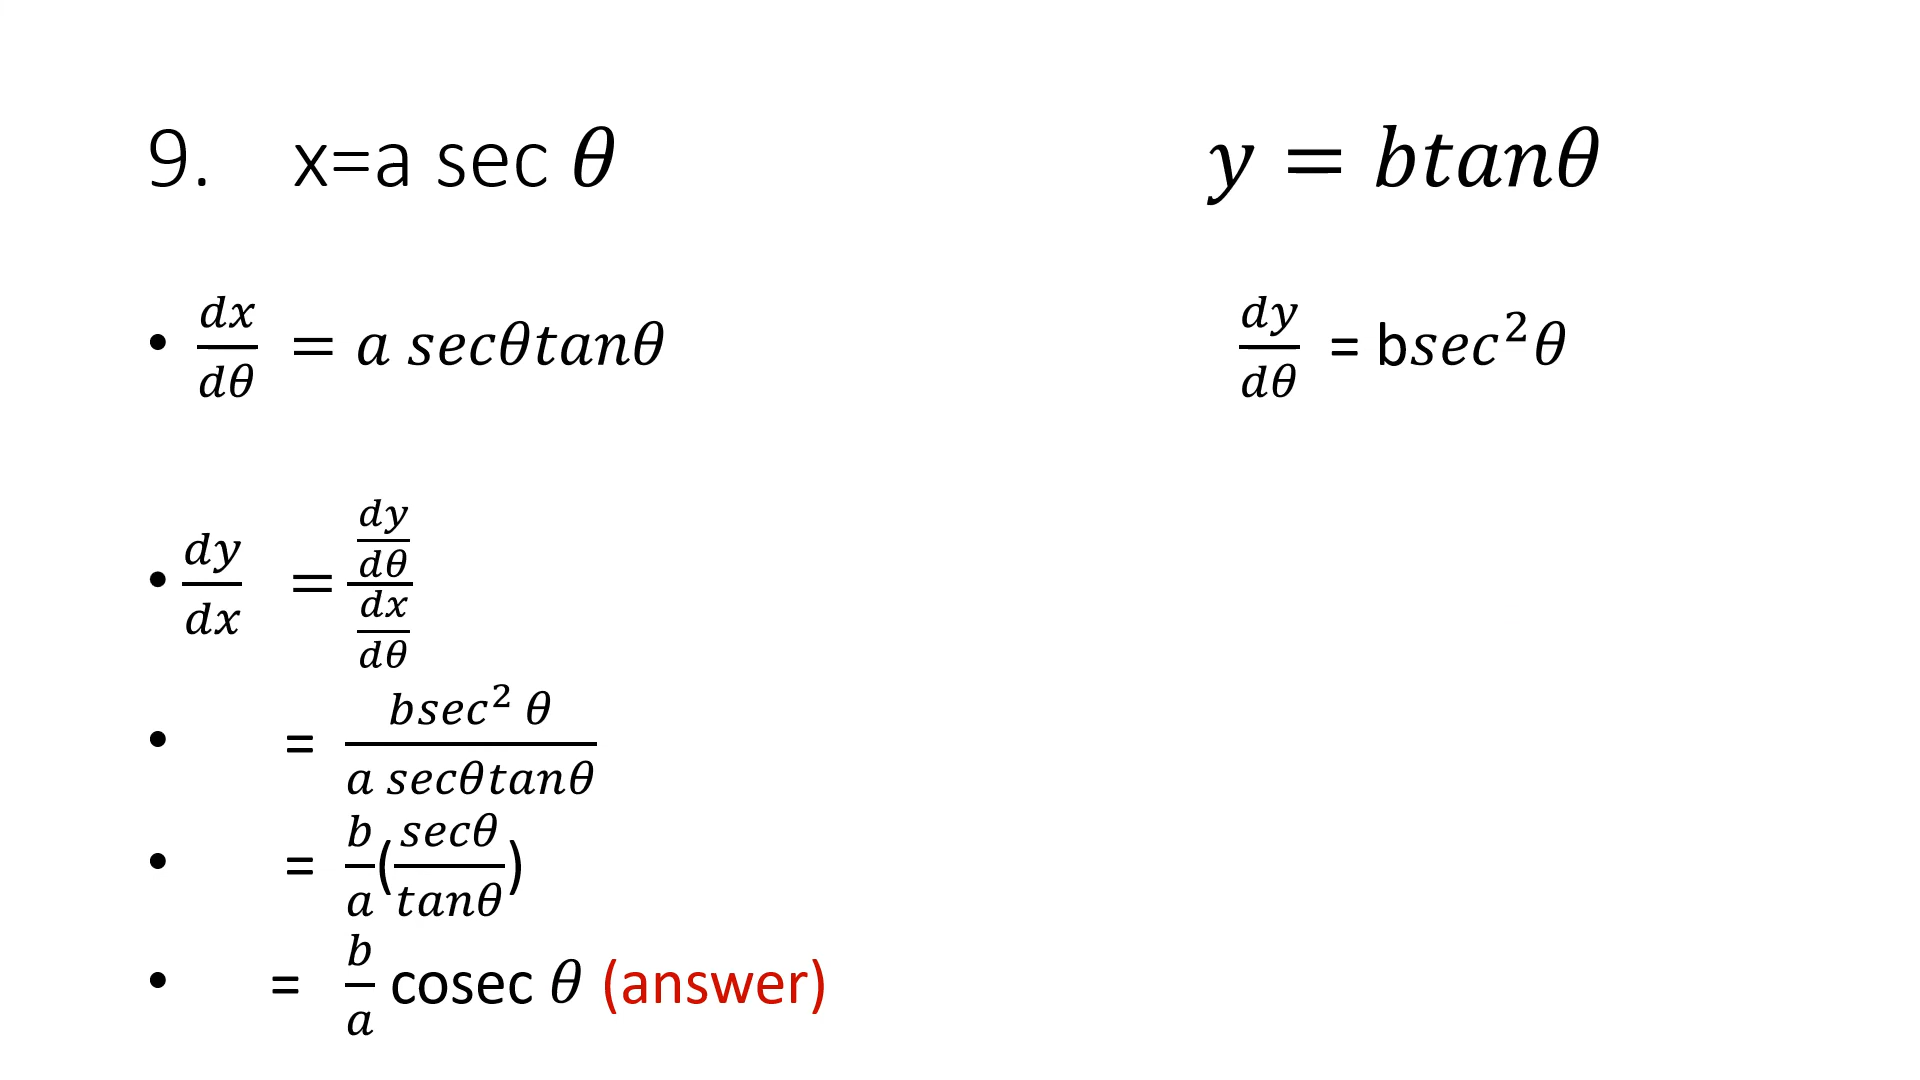 9. x=a sec θ y = btanθ
• dx/dθ = a secθtanθ dy/dθ = bsec²θ
• dy/dx = (dy/dθ)/(dx/dθ)
• = bsec² θ/a secθtanθ
• = b/a(secθ/tanθ)
• = b/a cosec θ (answer)